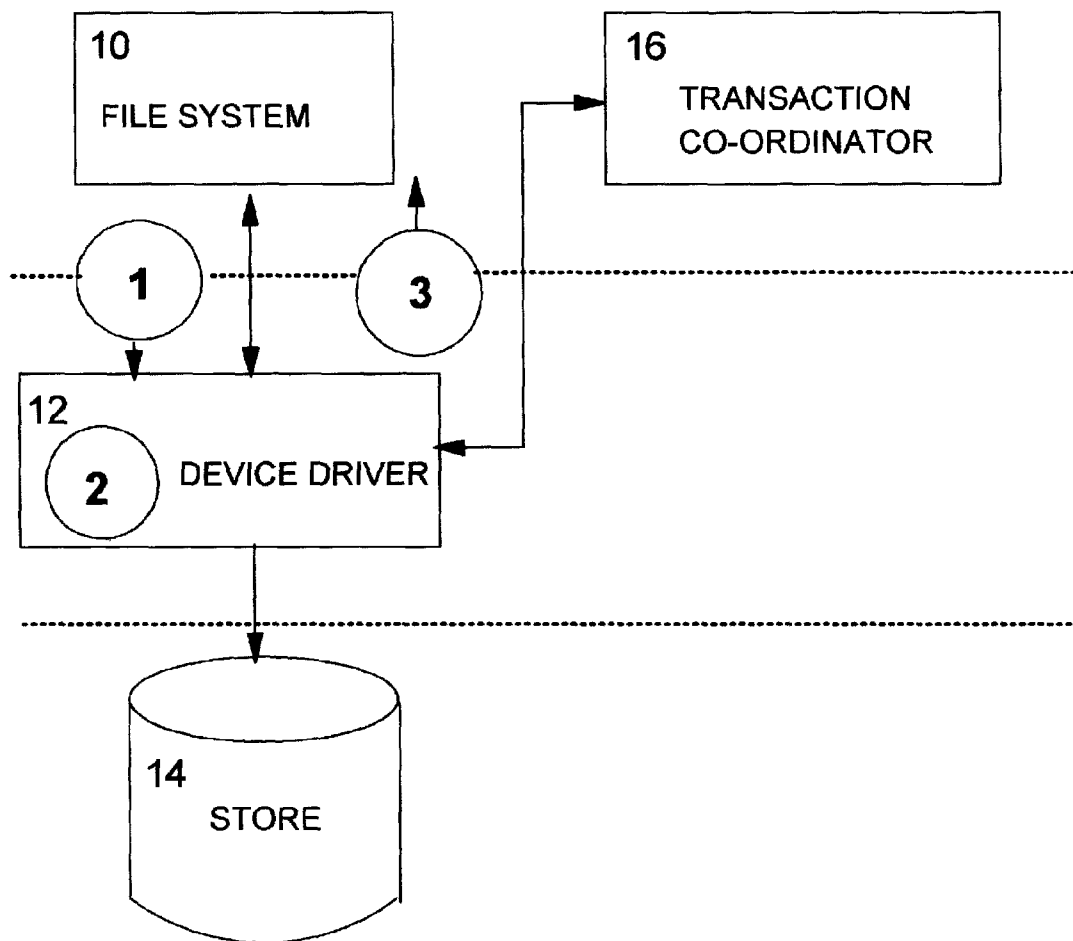 10
FILE SYSTEM
16
TRANSACTION
CO-ORDINATOR
1
3
12
2
DEVICE DRIVER
14
STORE